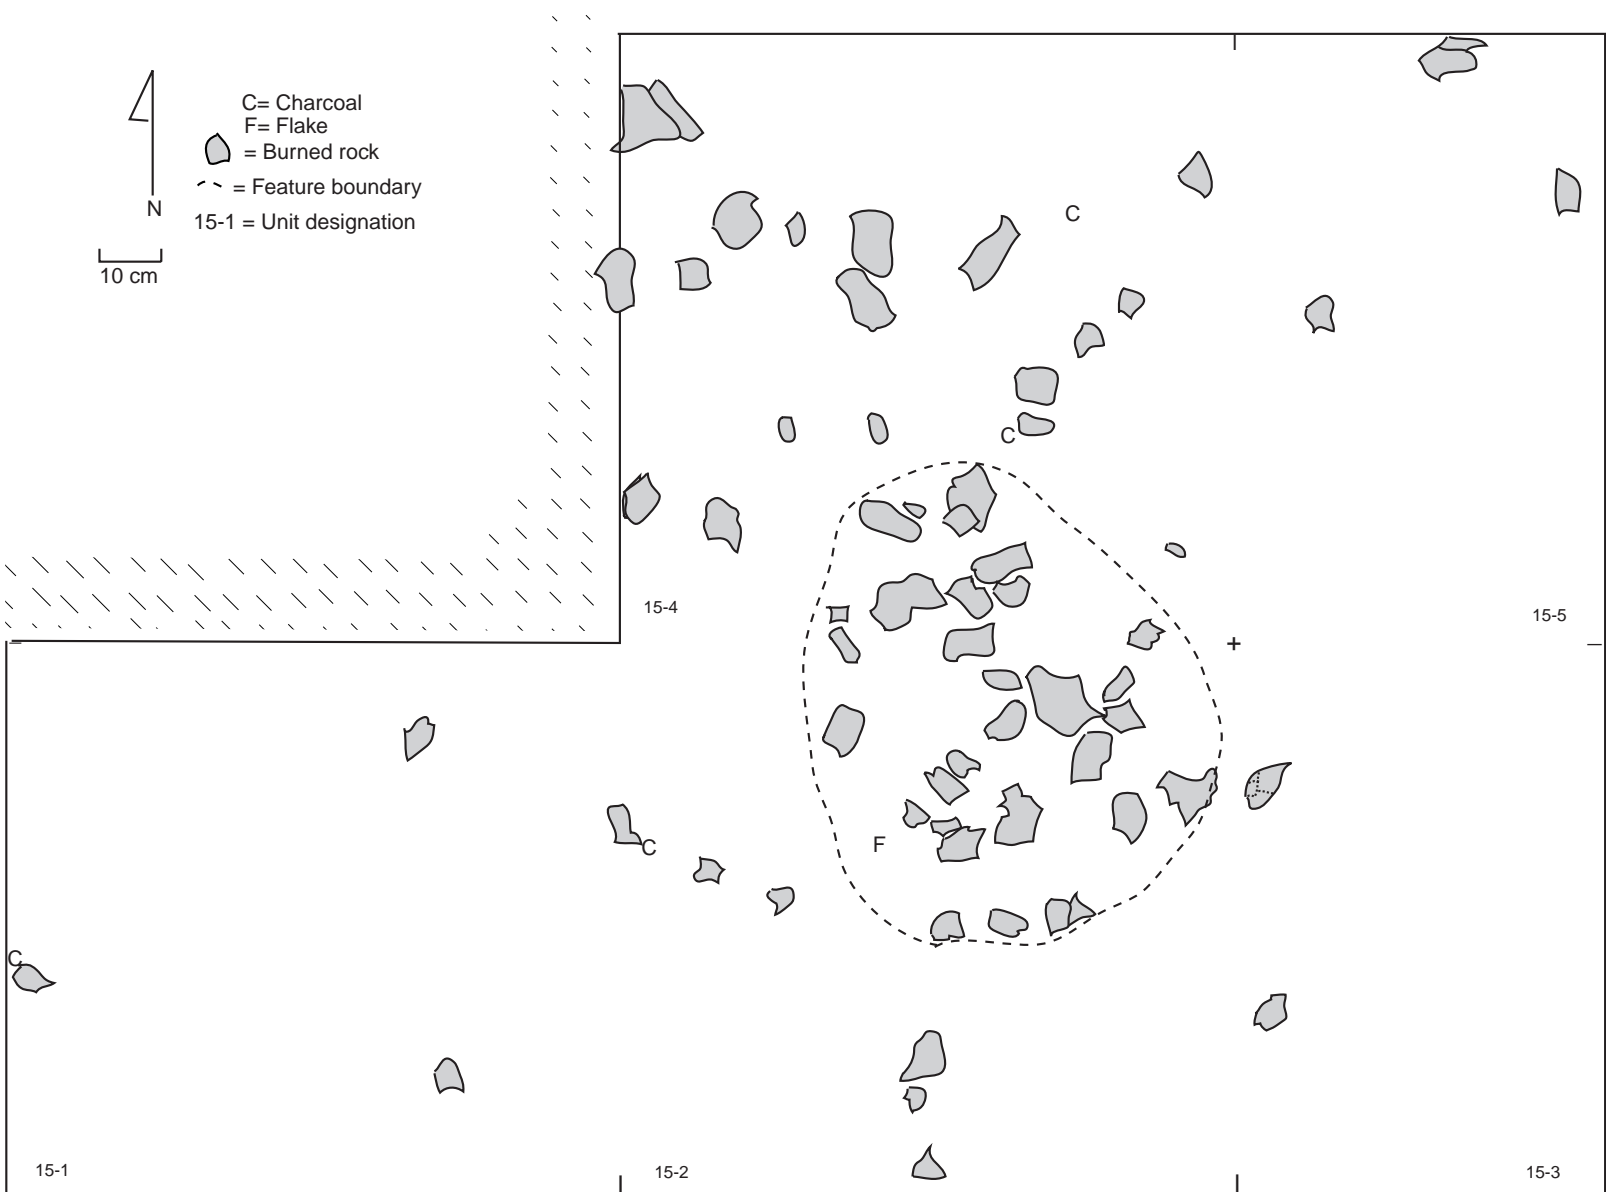 C= Charcoal
F= Flake
= Burned rock
= Feature boundary
15-1 = Unit designation
N
10 cm
C
C
15-4
15-5
+
C
F
C
15-1
15-2
15-3